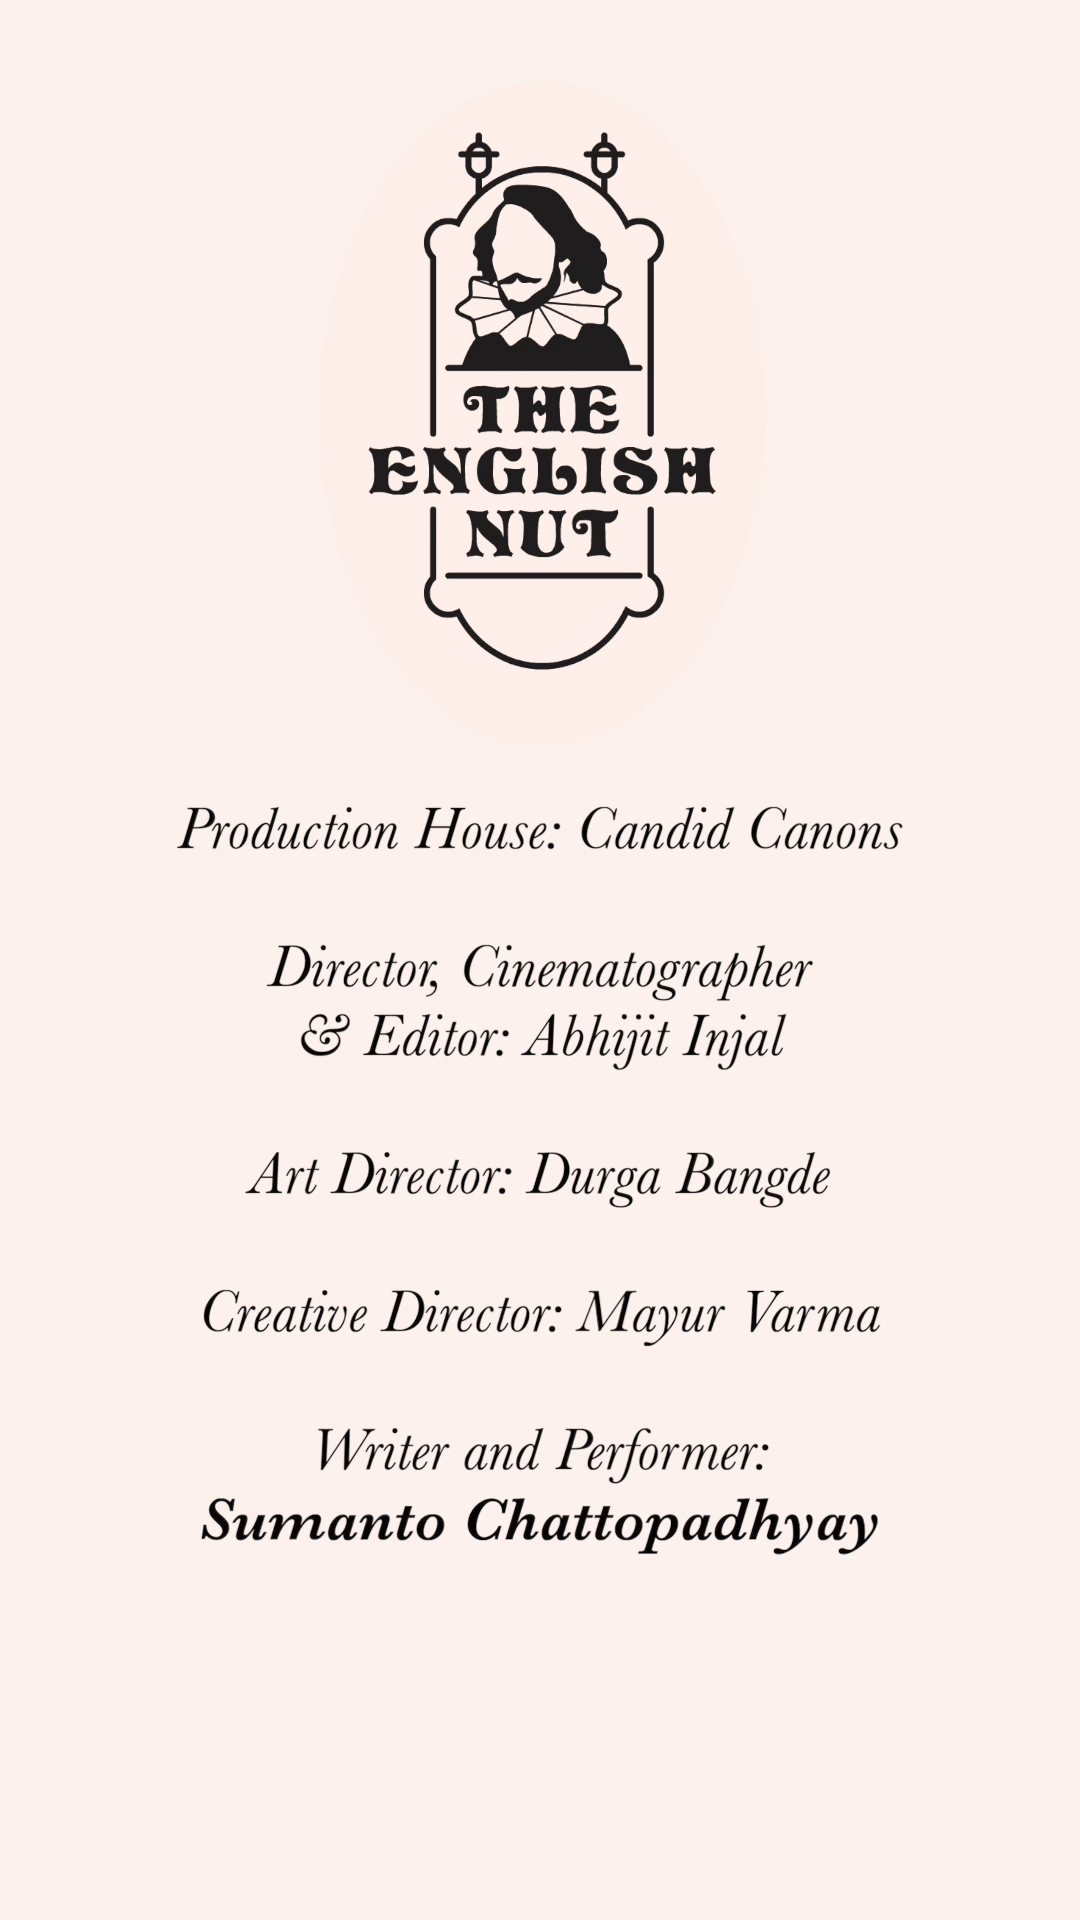 THE
ENGLISH
NUT
Production House: Candid Canons
Director, Cinematographer
& Editor: Abhijit Injal
Art Director: Durga Bangde
Creative Director: Mayur Varma
Writer and Performer:
Sumanto Chattopadhyay